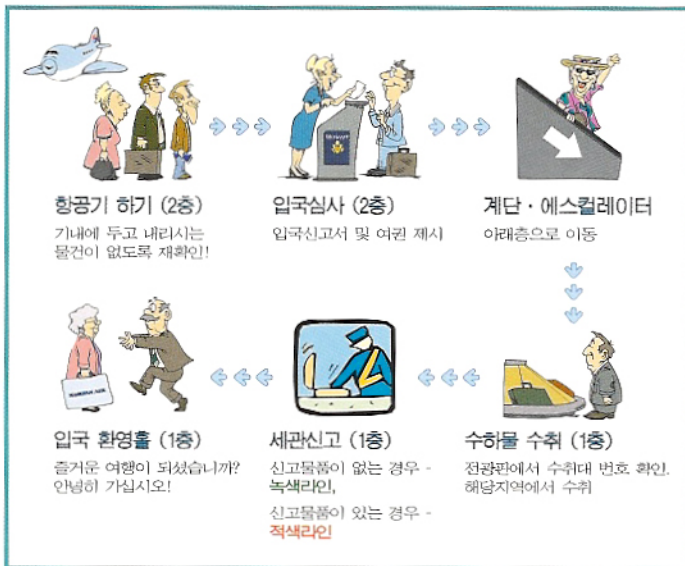 항공기 하기 (2층)
기내에 두고 내리시는
물건이 없도록 재확인!
입국심사 (2층)
입국신고서 및 여권 제시
계단 · 에스컬레이터
아래층으로 이동
수하물 수취 (1층)
전광판에서 수취대 번호 확인.
해당지역에서 수취
세관신고 (1층)
신고물품이 없는 경우 -
녹색라인,
신고물품이 있는 경우 -
적색라인
입국 환영홀 (1층)
즐거운 여행이 되셨습니까?
안녕히 가십시오!